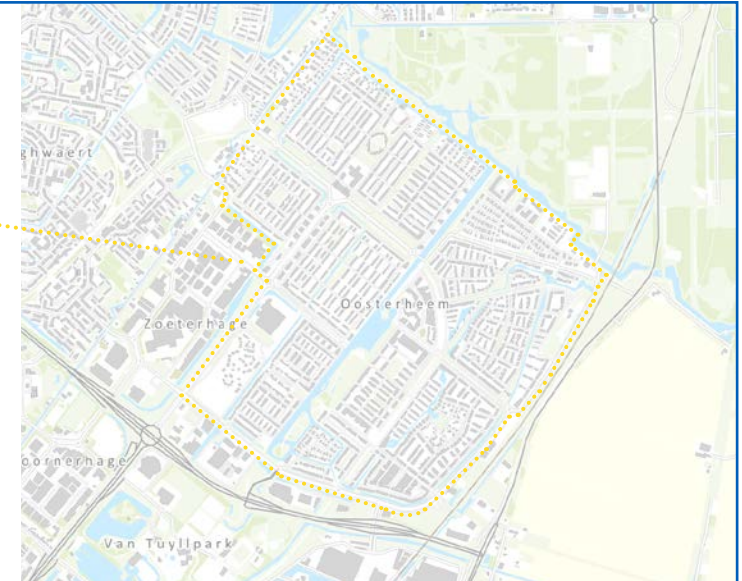 ghwaert
Oosterheem
Zoeterhage
oornerhage
Van Tuyllpark